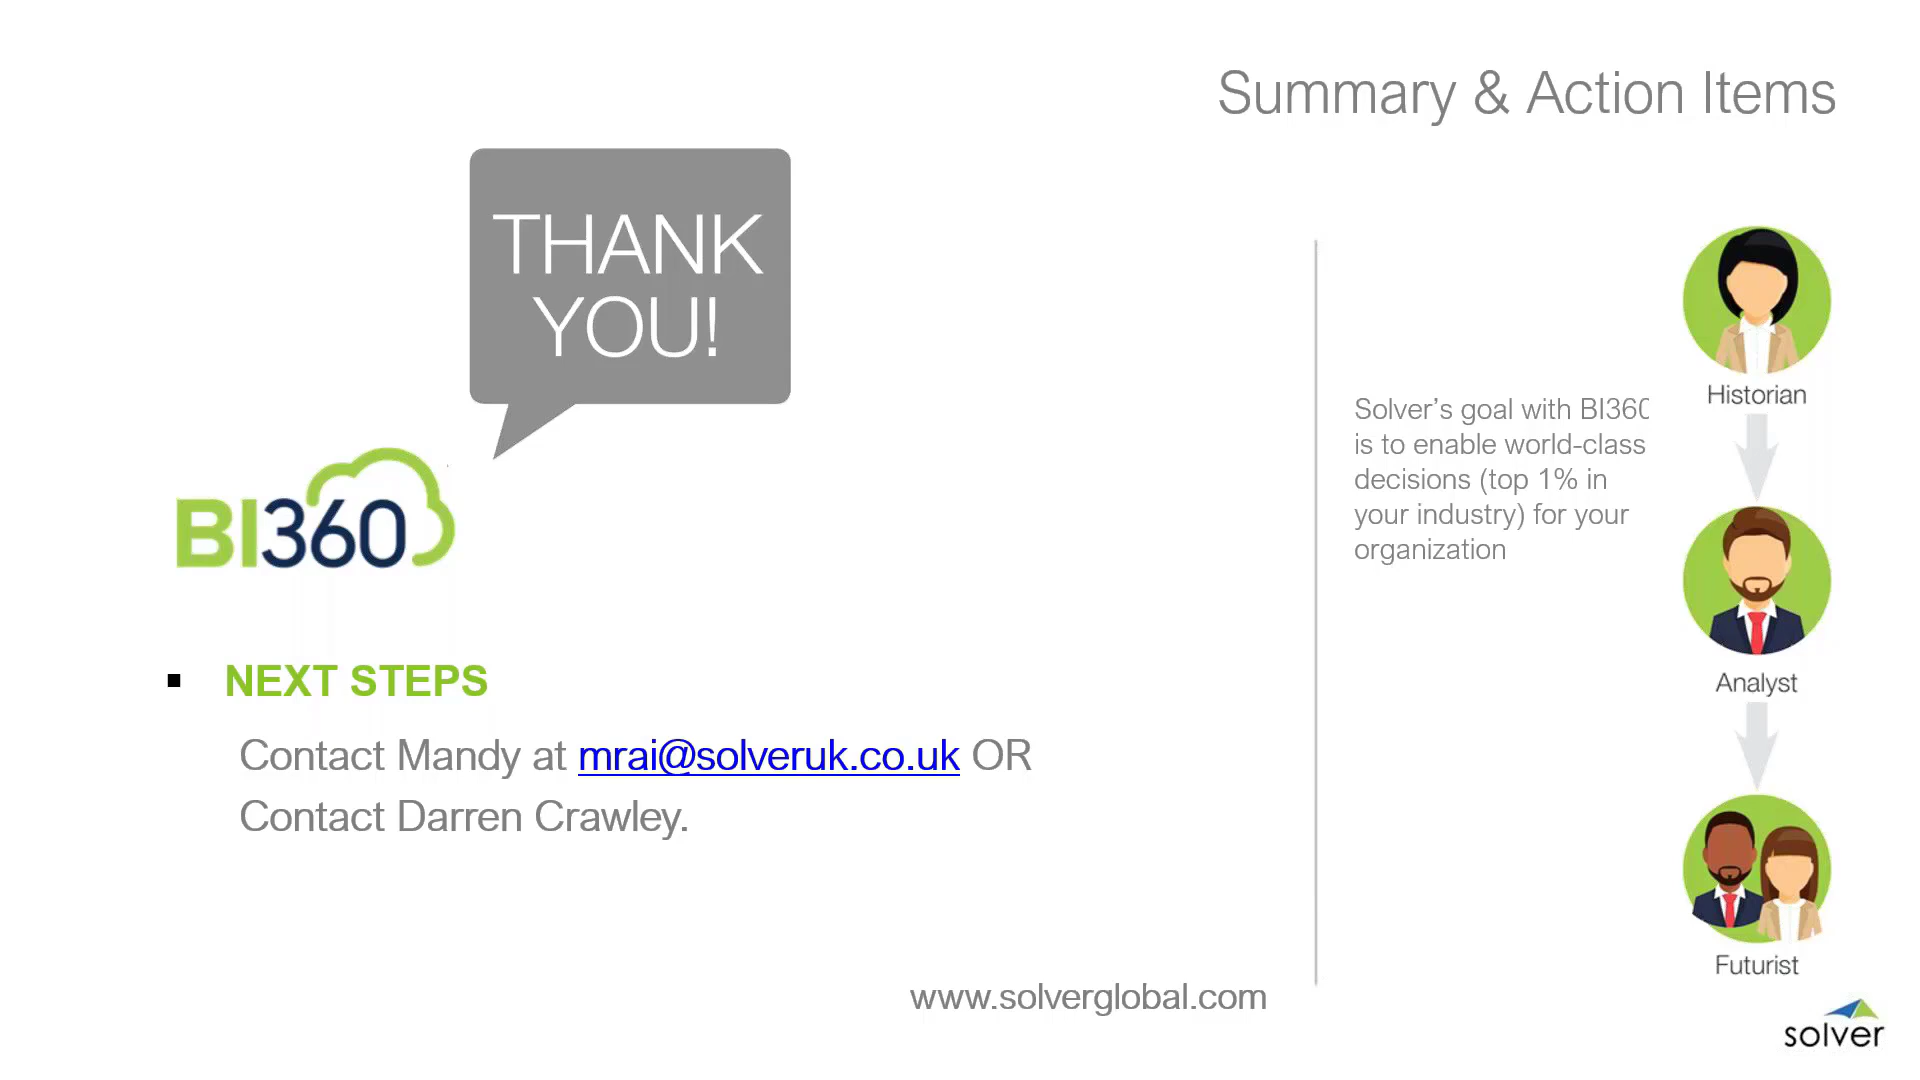 Summary & Action Items
THANK
YOU!
BI360
▪ NEXT STEPS
Contact Mandy at mrai@solveruk.co.uk OR
Contact Darren Crawley.
www.solverglobal.com
Solver’s goal with BI360
is to enable world-class
decisions (top 1% in
your industry) for your
organization
Historian
Analyst
Futurist
solver